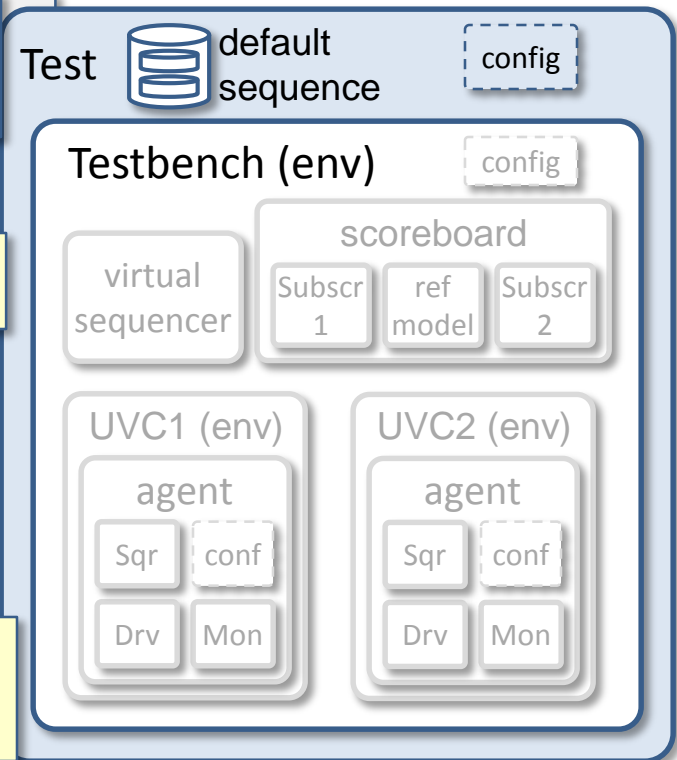 Test
default
sequence
config
Testbench (env)
config
virtual
sequencer
scoreboard
Subscr
1
ref
model
Subscr
2
UVC1 (env)
agent
Sqr
conf
Drv
Mon
UVC2 (env)
agent
Sqr
conf
Drv
Mon